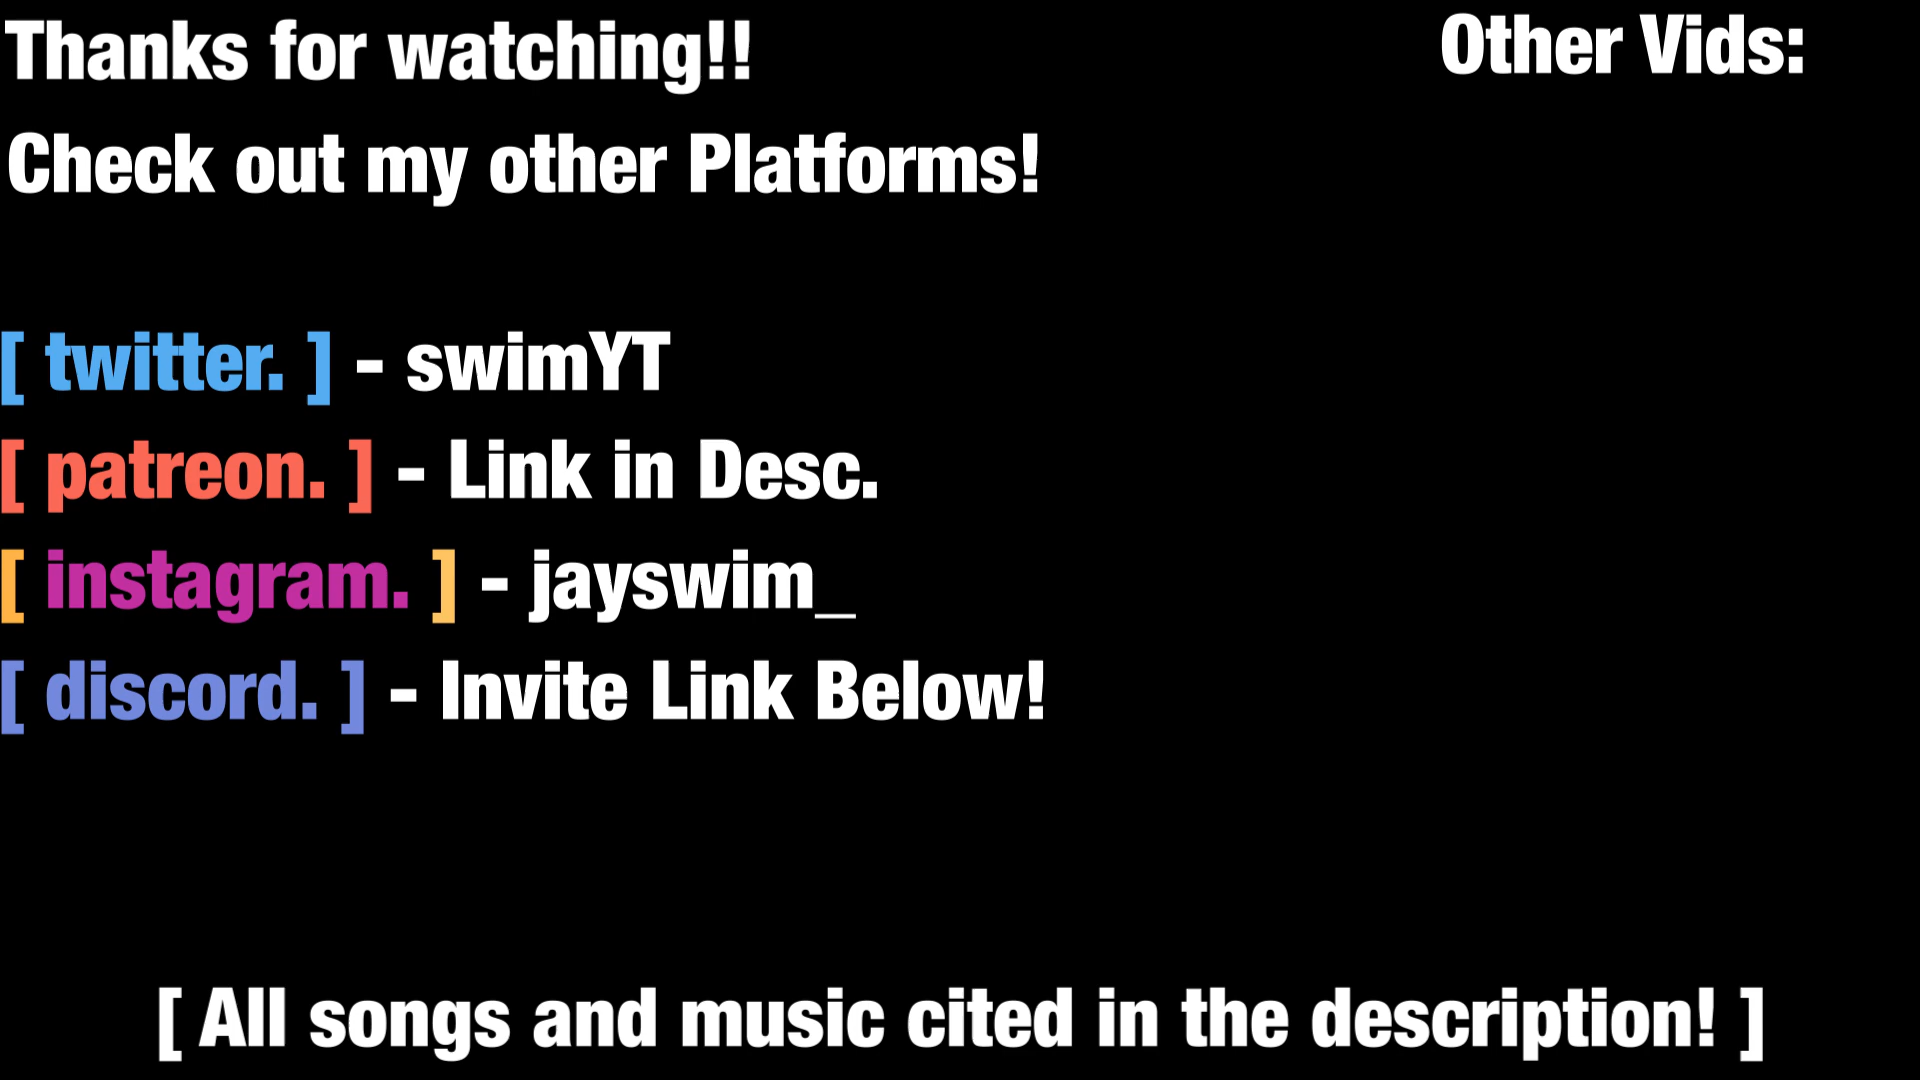 Thanks for watching!!
Other Vids:
Check out my other Platforms!
[ twitter. ] - swimYT
[ patreon. ] - Link in Desc.
[ instagram. ] - jayswim_
[ discord. ] - Invite Link Below!
[ All songs and music cited in the description! ]